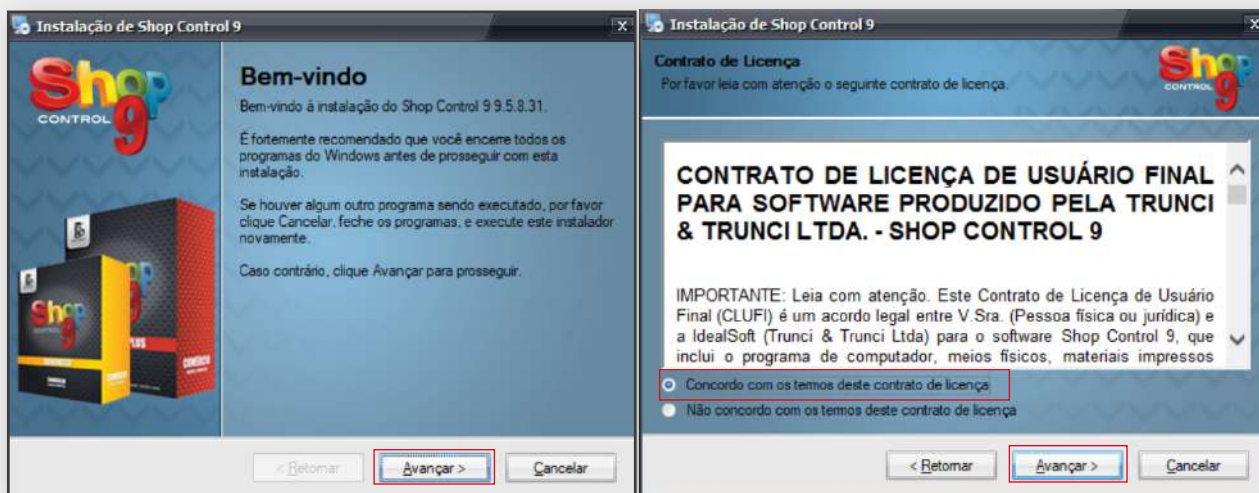 Instalação de Shop Control 9
X
Shop
CONTROL
9
Bem-vindo
Bem-vindo à instalação do Shop Control 9 9.5.8.31.
É fortemente recomendado que você encerre todos os
programas do Windows antes de prosseguir com esta
instalação.
Se houver algum outro programa sendo executado, por favor
clique Cancelar, feche os programas, e execute este instalador
novamente.
Caso contrário, clique Avançar para prosseguir.
Shop
PLUS
COMÉRCIO
< Retornar
Avançar >
Cancelar
Instalação de Shop Control 9
X
Contrato de Licença
Por favor leia com atenção o seguinte contrato de licença.
Shop
CONTROL
9
CONTRATO DE LICENÇA DE USUÁRIO FINAL
PARA SOFTWARE PRODUZIDO PELA TRUNCI
& TRUNCI LTDA. - SHOP CONTROL 9
IMPORTANTE: Leia com atenção. Este Contrato de Licença de Usuário
Final (CLUFI) é um acordo legal entre V.Sra. (Pessoa física ou jurídica) e
a IdealSoft (Trunci & Trunci Ltda) para o software Shop Control 9, que
inclui o programa de computador, meios físicos, materiais impressos
Concordo com os termos deste contrato de licença
Não concordo com os termos deste contrato de licença
< Retornar
Avançar >
Cancelar